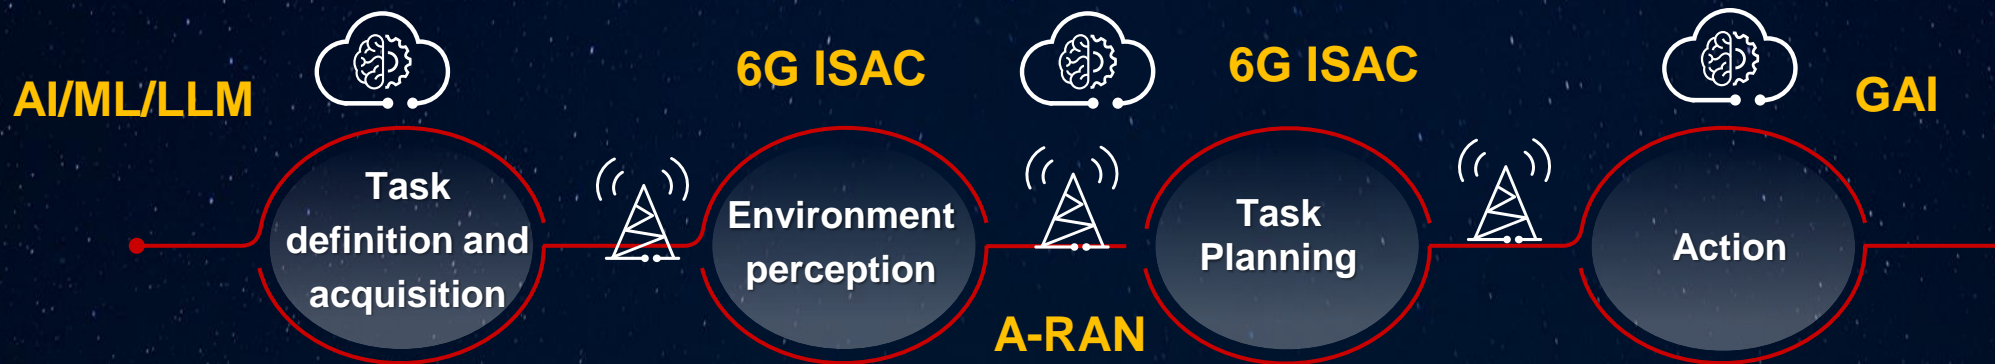 AI/ML/LLM
Task
definition and
acquisition
6G ISAC
Environment
perception
A-RAN
6G ISAC
Task
Planning
Action
GAI